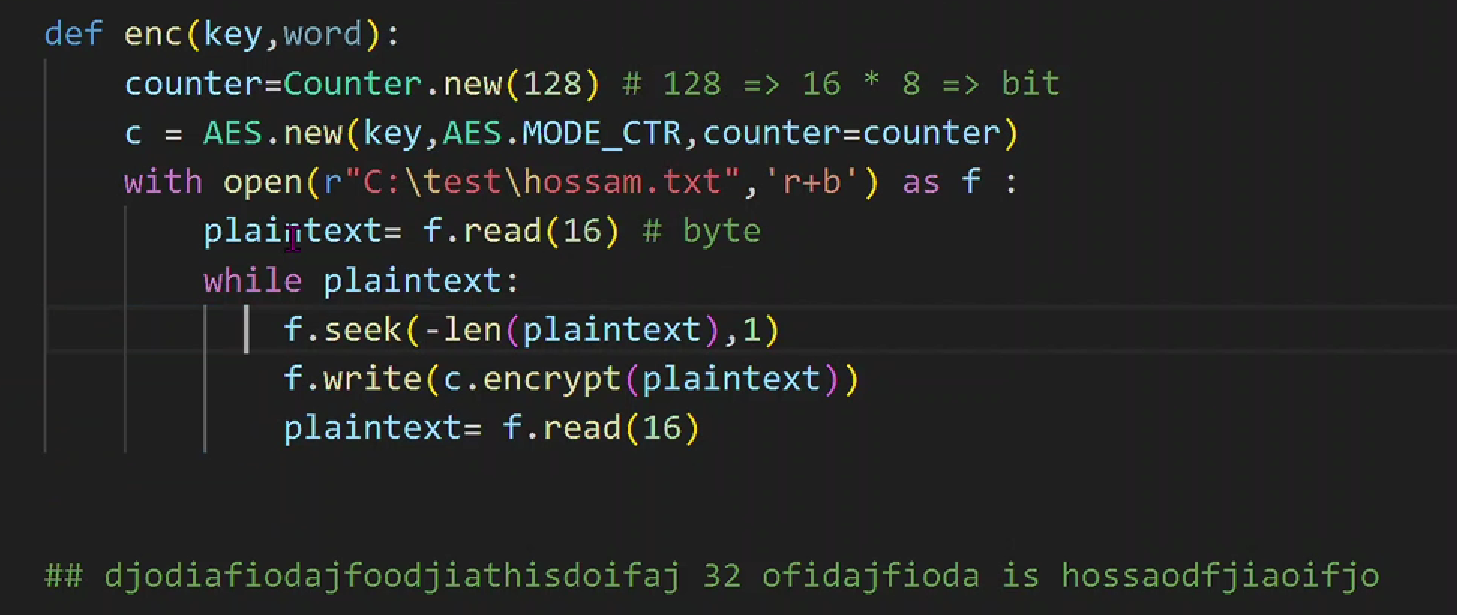 def enc(key,word):
counter=Counter.new(128) # 128 => 16 * 8 => bit
c = AES.new(key,AES.MODE_CTR,counter=counter)
with open(r"C:\test\hossam.txt",'r+b') as f :
plaintext= f.read(16) # byte
while plaintext:
f.seek(-len(plaintext),1)
f.write(c.encrypt(plaintext))
plaintext= f.read(16)
## djodiafiodajfoodjiathisdoifaj 32 ofidajfioda is hossaodfjiaoifjo